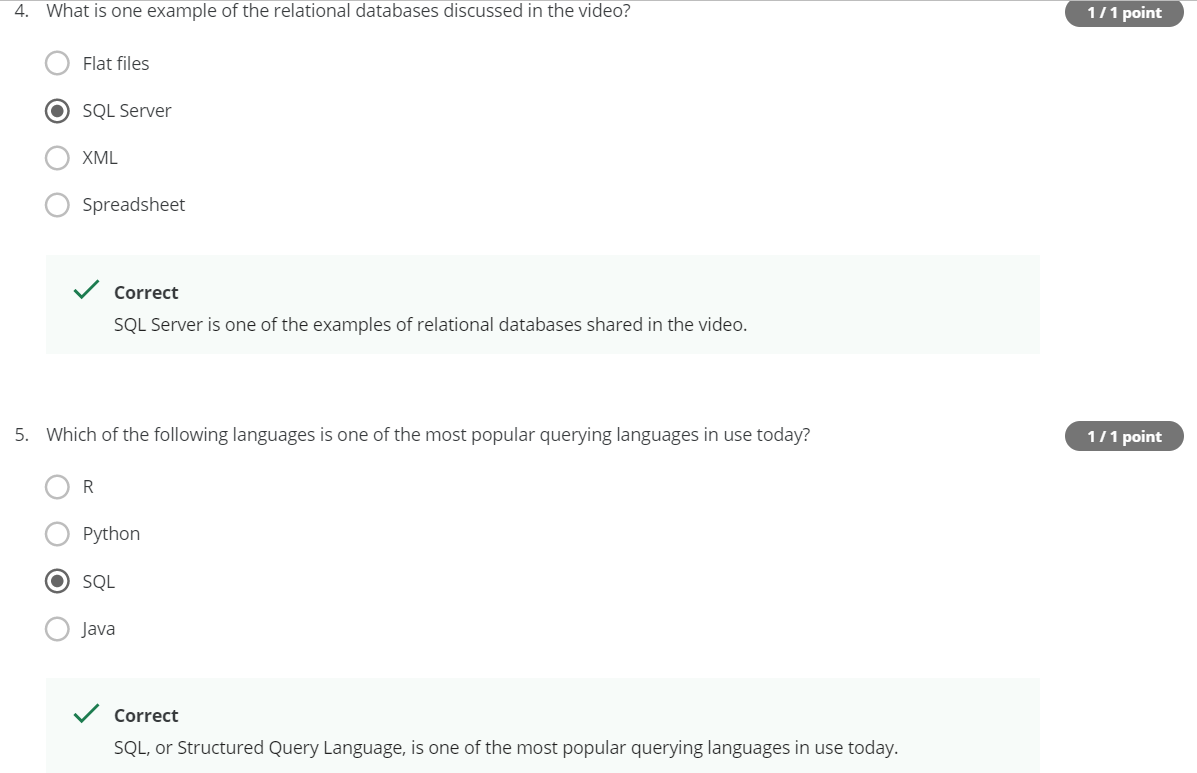 4. What is one example of the relational databases discussed in the video?
1 / 1 point
Flat files
SQL Server
XML
Spreadsheet
Correct
SQL Server is one of the examples of relational databases shared in the video.
5. Which of the following languages is one of the most popular querying languages in use today?
1 / 1 point
R
Python
SQL
Java
Correct
SQL, or Structured Query Language, is one of the most popular querying languages in use today.